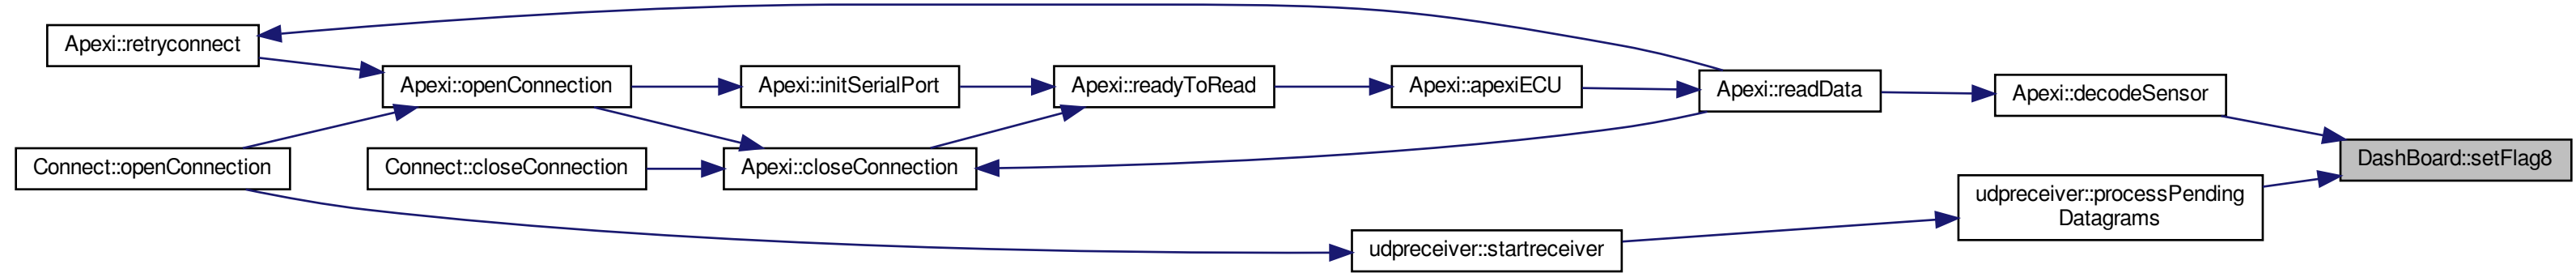 Apexi::retryconnect
Apexi::openConnection
Apexi::initSerialPort
Apexi::readyToRead
Apexi::apexiECU
Apexi::readData
Apexi::decodeSensor
Connect::openConnection
Connect::closeConnection
Apexi::closeConnection
DashBoard::setFlag8
udpreceiver::processPending
Datagrams
udpreceiver::startreceiver